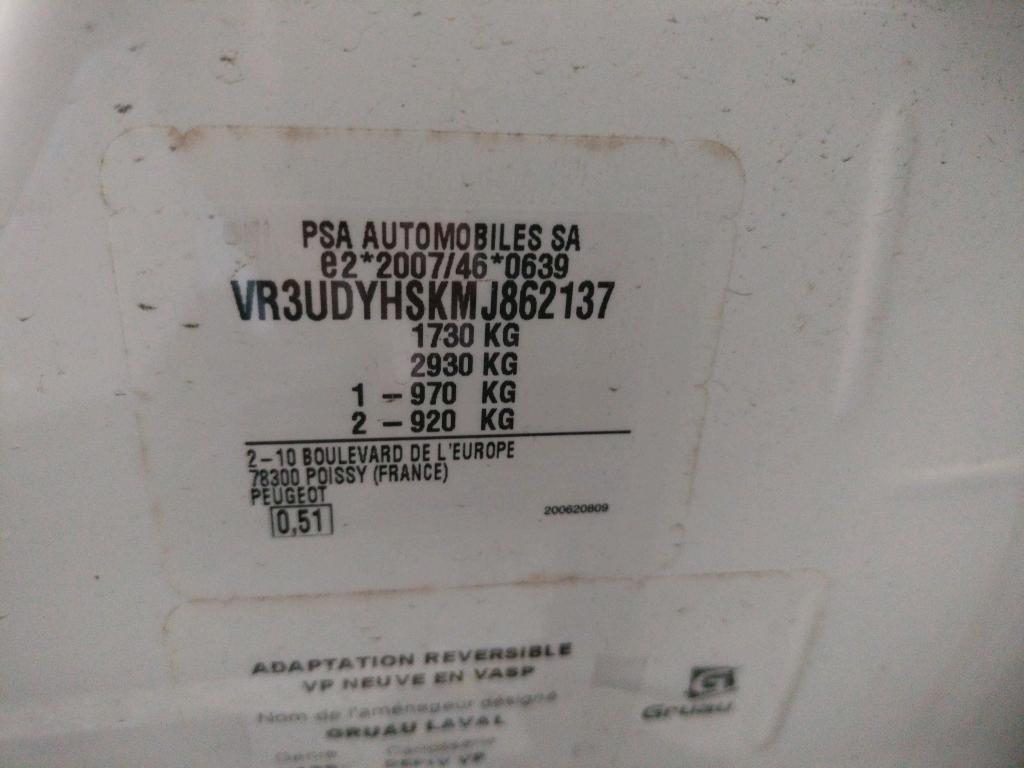 PSA AUTOMOBILES SA
e2*2007/46*0639
VR3UDYHSKMJ862137
1730 KG
2930 KG
1 - 970 KG
2 - 920 KG
2-10 BOULEVARD DE L'EUROPE
78300 POISSY (FRANCE)
PEUGEOT
0,51
200620809
ADAPTATION REVERSIBLE
VP NEUVE EN VASP
Nom de l'aménageur désigné
GRUAU LAVAL
Gruau
Genre Carrosserie